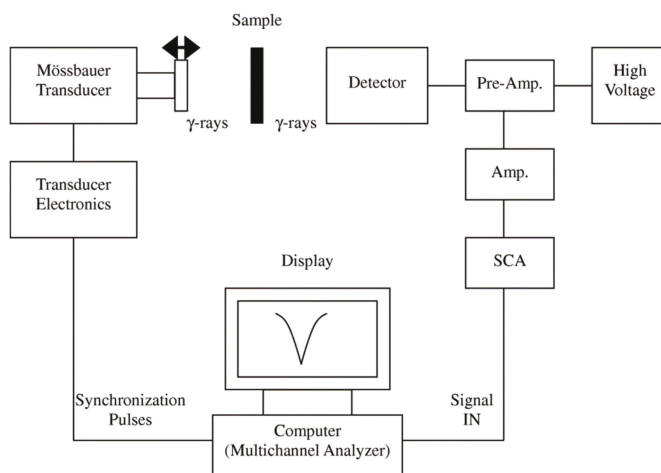 Sample
Mössbauer
Transducer
γ-rays
γ-rays
Detector
Pre-Amp.
High
Voltage
Transducer
Electronics
Amp.
SCA
Display
Synchronization
Pulses
Signal
IN
Computer
(Multichannel Analyzer)